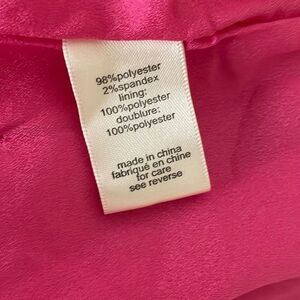 98%polyester
2%spandex
lining:
100%polyester
doublure:
100%polyester
made in china
fabriqué en chine
for care
see reverse